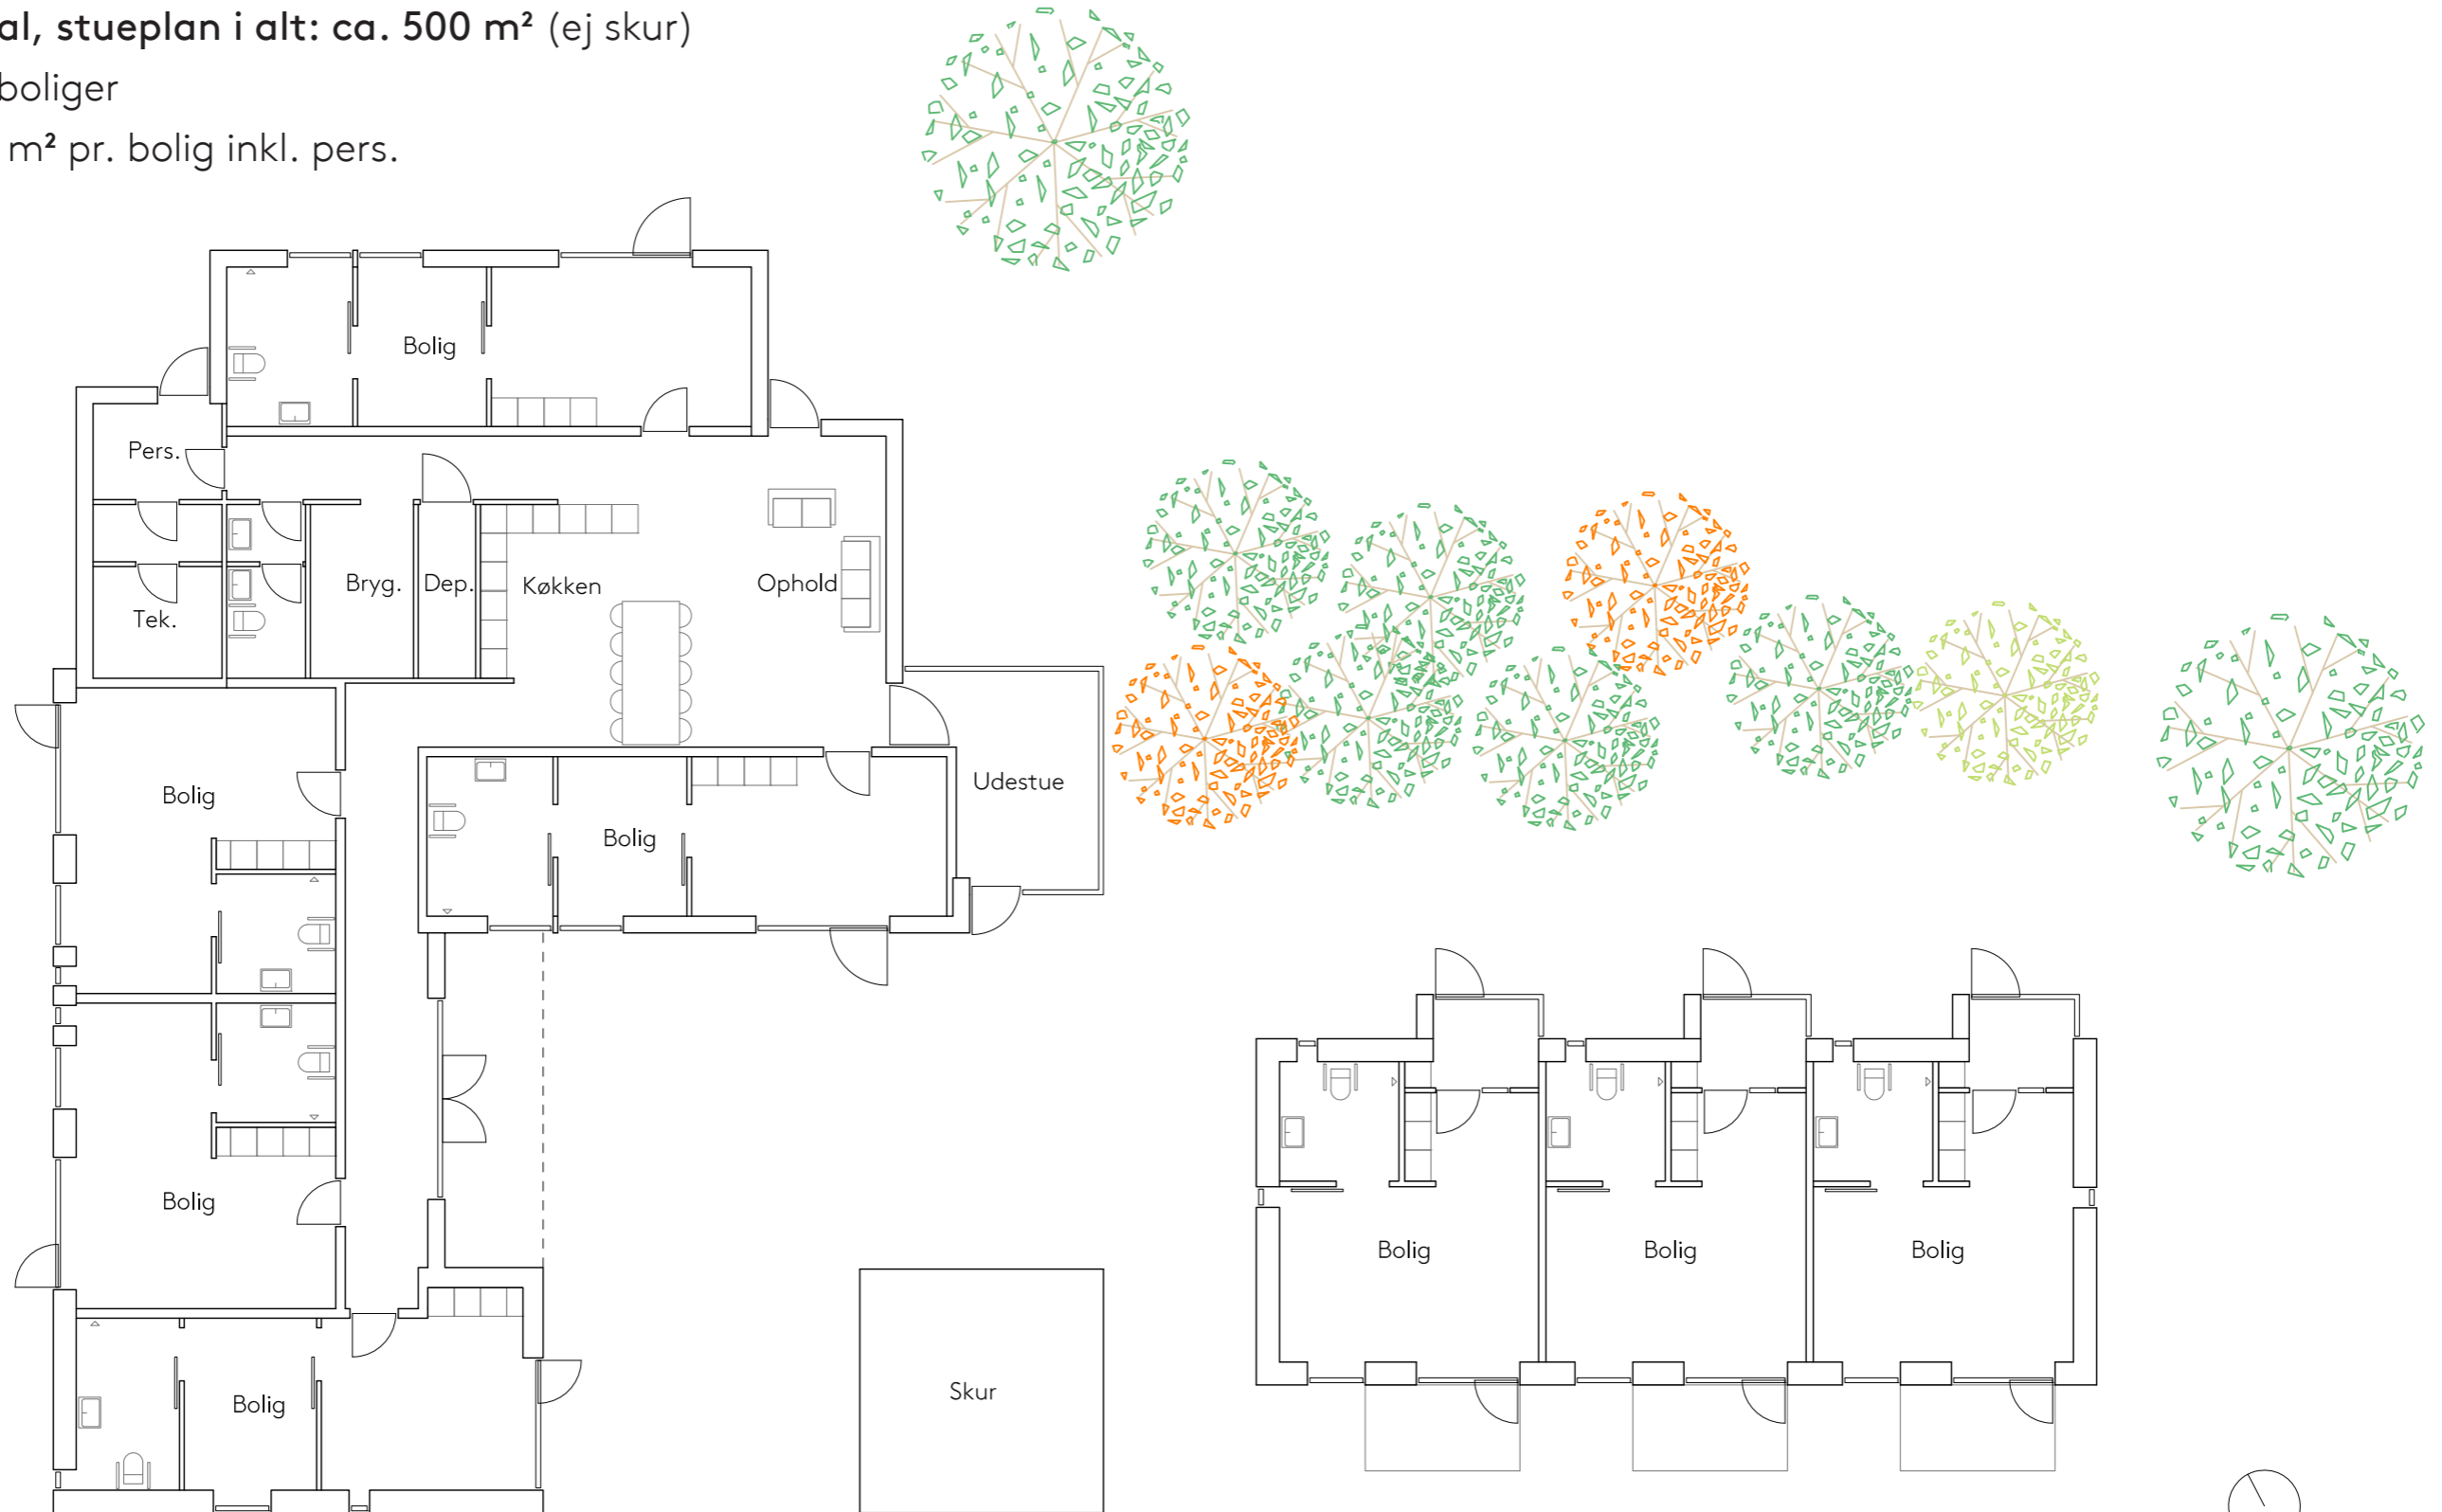 al, stueplan i alt: ca. 500 m² (ej skur)
boliger
m² pr. bolig inkl. pers.
Bolig
Pers.
Bryg.
Dep.
Køkken
Ophold
Tek.
Udestue
Bolig
Bolig
Bolig
Bolig
Bolig
Bolig
Bolig
Skur